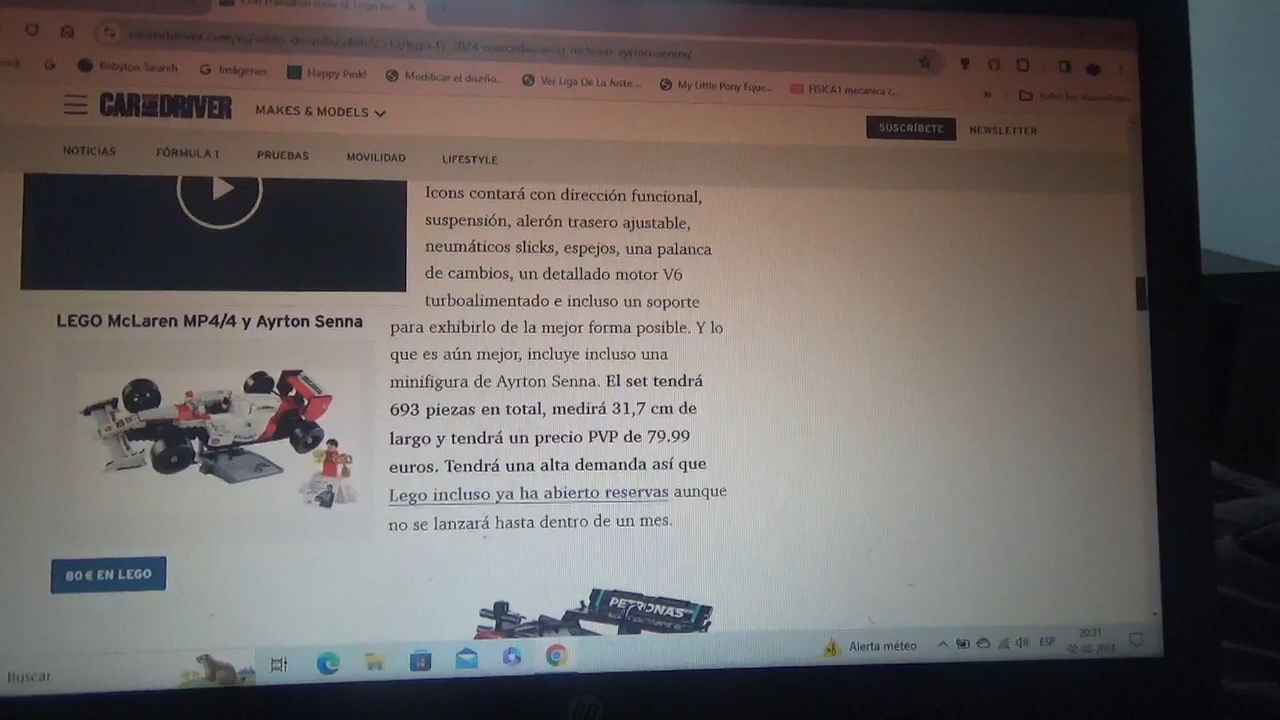 Babylon Search
Imágenes
Happy Pink!
Modificar el diseño...
Ver Liga De La Justic...
My Little Pony Eque...
FISICA1 mecanica c...
CAR AND DRIVER
MAKES & MODELS
SUSCRÍBETE
NEWSLETTER
NOTICIAS
FÓRMULA 1
PRUEBAS
MOVILIDAD
LIFESTYLE
Icons contará con dirección funcional,
suspensión, alerón trasero ajustable,
neumáticos slicks, espejos, una palanca
de cambios, un detallado motor V6
turboalimentado e incluso un soporte
para exhibirlo de la mejor forma posible. Y lo
que es aún mejor, incluye incluso una
minifigura de Ayrton Senna. El set tendrá
693 piezas en total, medirá 31,7 cm de
largo y tendrá un precio PVP de 79.99
euros. Tendrá una alta demanda así que
Lego incluso ya ha abierto reservas aunque
no se lanzará hasta dentro de un mes.
LEGO McLaren MP4/4 y Ayrton Senna
80 € EN LEGO
PETRONAS
Buscar
Alerta méteo
ESP
20:31
hp